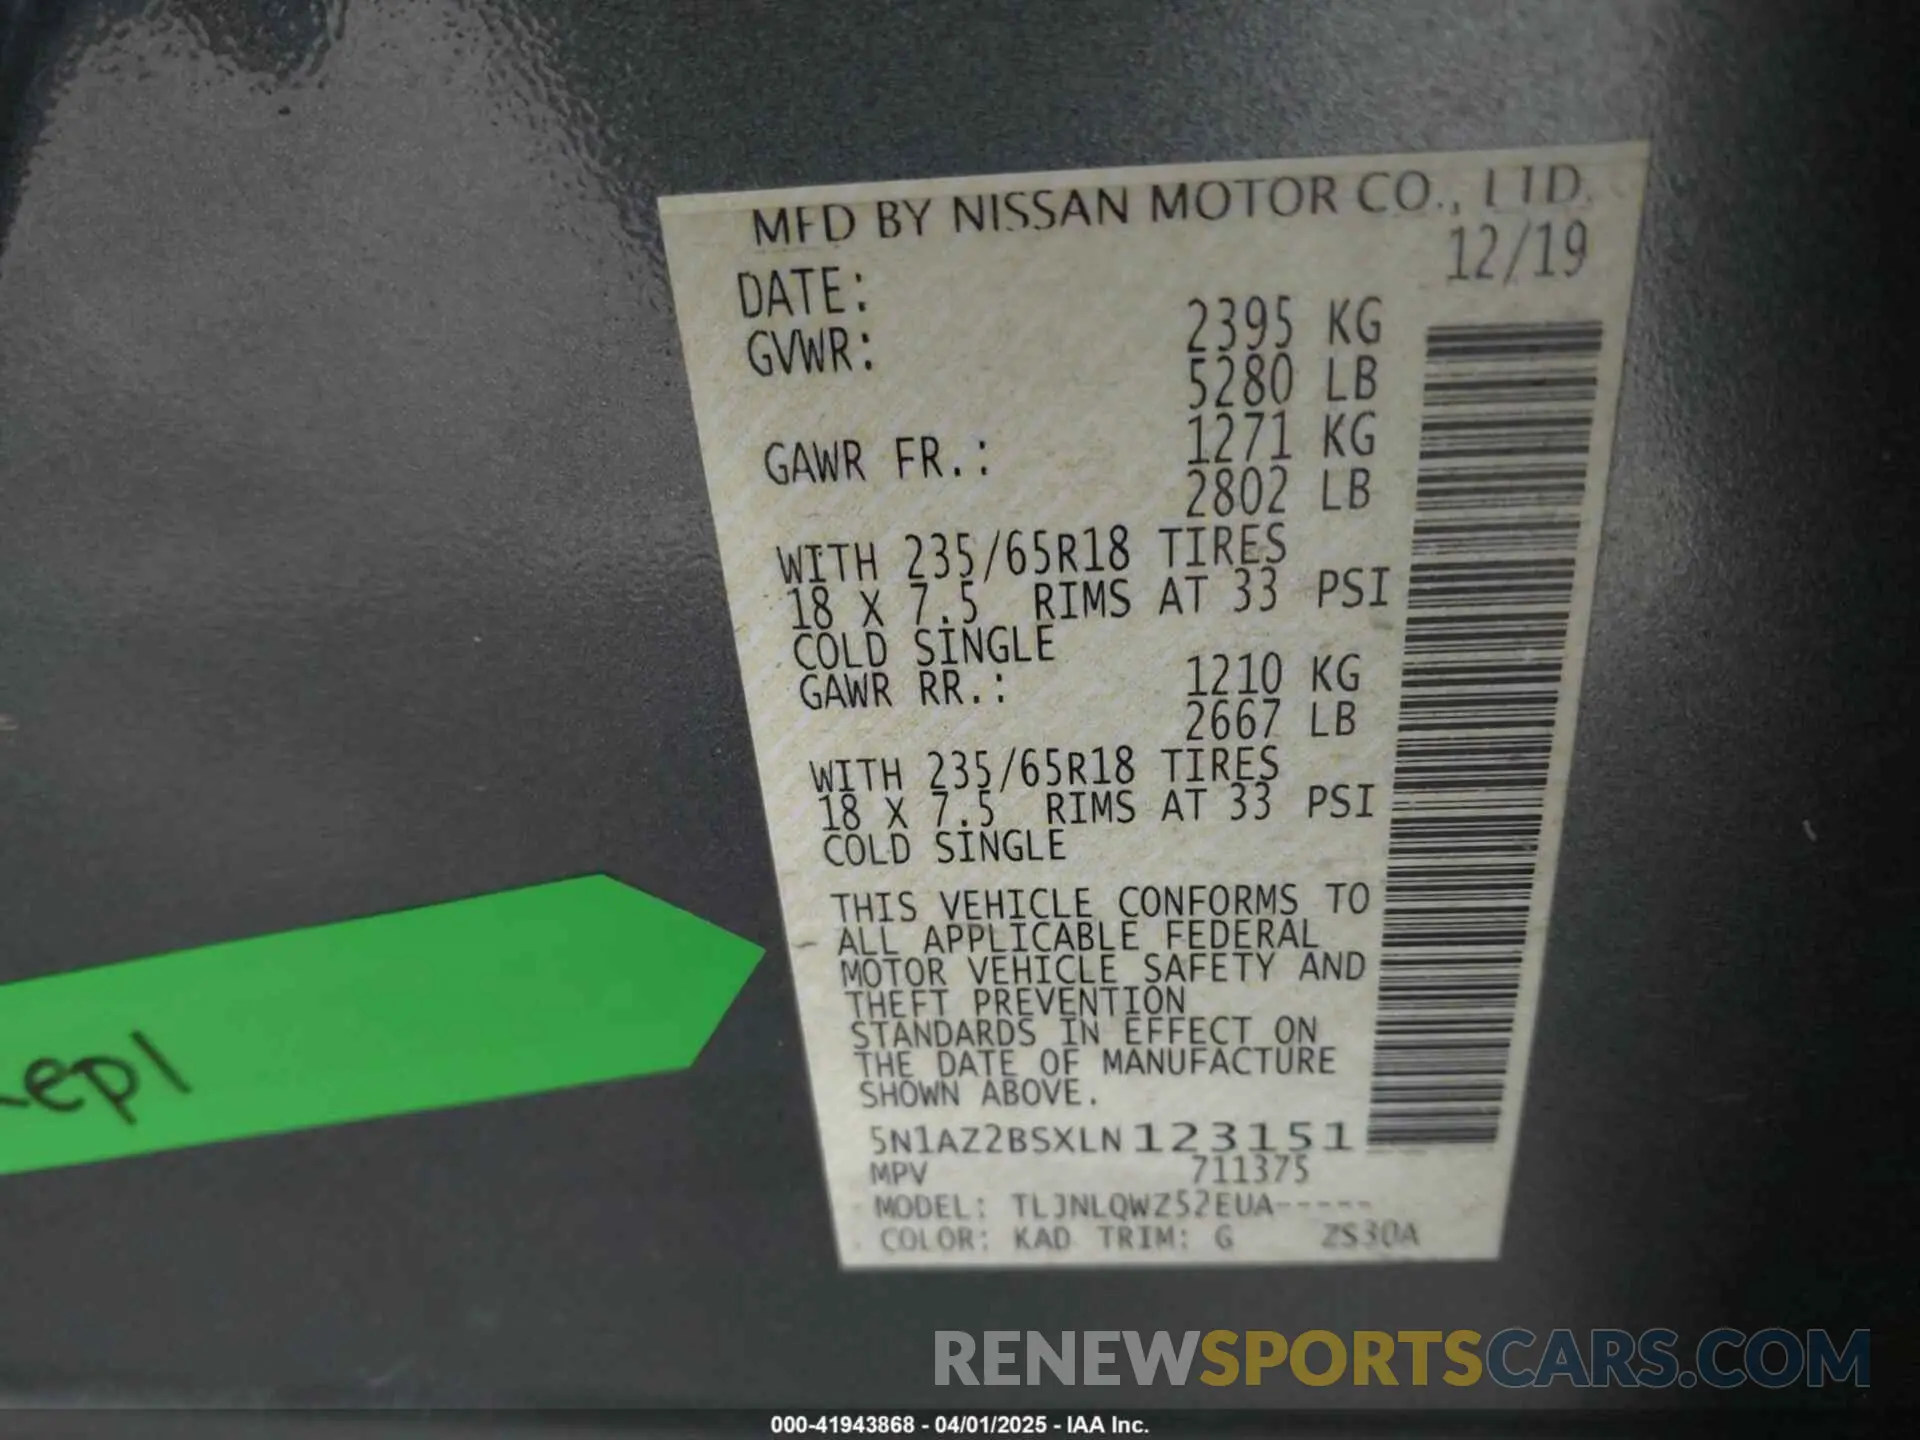 MFD BY NISSAN MOTOR CO., LTD.
DATE: 12/19
GVWR: 2395 KG
5280 LB
GAWR FR.: 1271 KG
2802 LB
WITH 235/65R18 TIRES
18 X 7.5 RIMS AT 33 PSI
COLD SINGLE
GAWR RR.: 1210 KG
2667 LB
WITH 235/65R18 TIRES
18 X 7.5 RIMS AT 33 PSI
COLD SINGLE
THIS VEHICLE CONFORMS TO
ALL APPLICABLE FEDERAL
MOTOR VEHICLE SAFETY AND
THEFT PREVENTION
STANDARDS IN EFFECT ON
THE DATE OF MANUFACTURE
SHOWN ABOVE.
5N1AZ2BSXLN123151
MPV 711375
MODEL: TLJNLQWZ52EUA-----
COLOR: KAD TRIM: G ZS30A
RENEWSPORTSCARS.COM
000-41943868 - 04/01/2025 - IAA Inc.